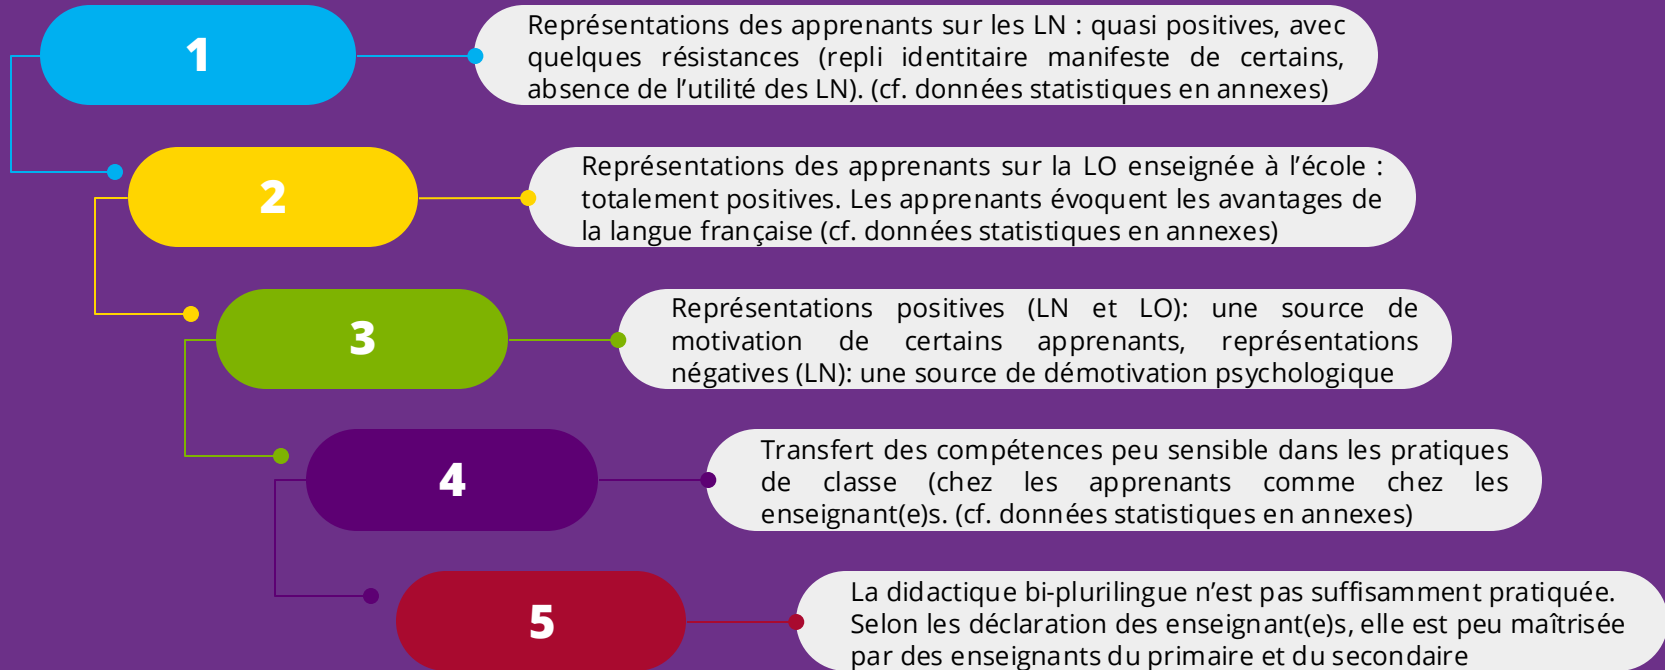 1
Représentations des apprenants sur les LN : quasi positives, avec
quelques résistances (repli identitaire manifeste de certains,
absence de l’utilité des LN). (cf. données statistiques en annexes)
2
Représentations des apprenants sur la LO enseignée à l’école :
totalement positives. Les apprenants évoquent les avantages de
la langue française (cf. données statistiques en annexes)
3
Représentations positives (LN et LO): une source de
motivation de certains apprenants, représentations
négatives (LN): une source de démotivation psychologique
4
Transfert des compétences peu sensible dans les pratiques
de classe (chez les apprenants comme chez les
enseignant(e)s. (cf. données statistiques en annexes)
5
La didactique bi-plurilingue n’est pas suffisamment pratiquée.
Selon les déclaration des enseignant(e)s, elle est peu maîtrisée
par des enseignants du primaire et du secondaire